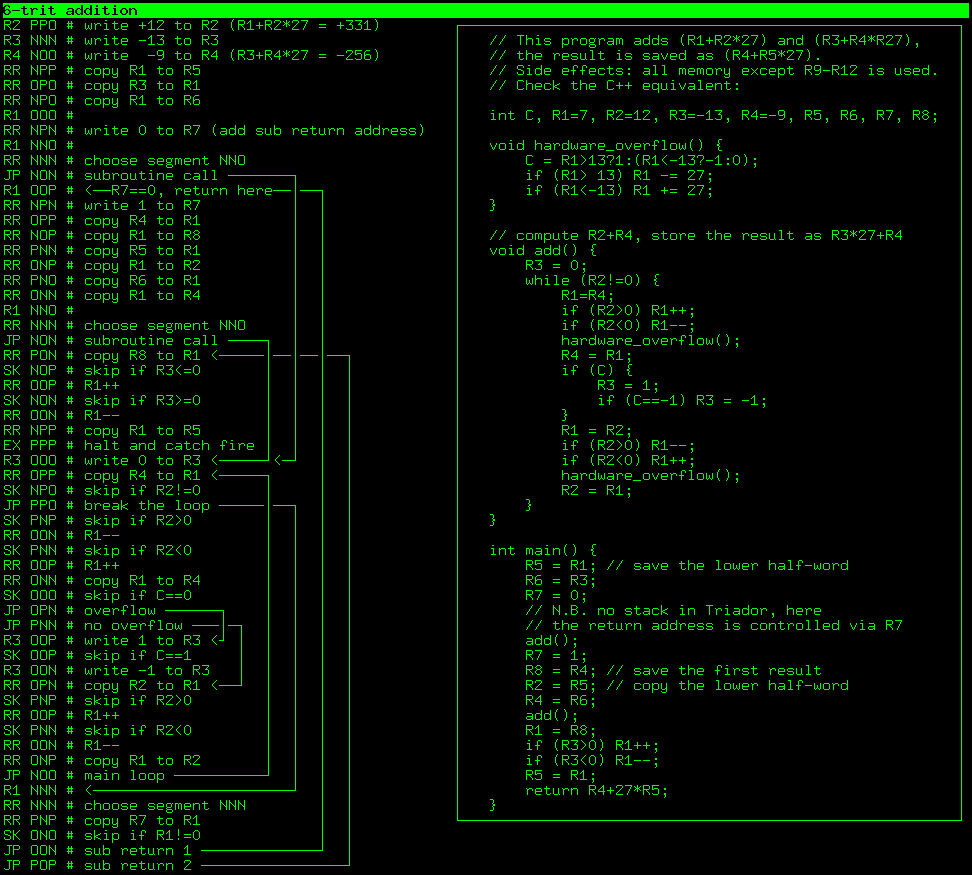 6-trit addition
R2 PPO # write +12 to R2 (R1+R2*27 = +331)
R3 NNN # write -13 to R3
R4 NOO # write  -9 to R4 (R3+R4*27 = -256)
RR NPP # copy R1 to R5
RR OPO # copy R3 to R1
RR NPO # copy R1 to R6
R1 OOO #
RR NPN # write 0 to R7 (add sub return address)
R1 NNO #
RR NNN # choose segment NNO
JP NON # subroutine call
R1 OOP # <——R7==0, return here
RR NPN # write 1 to R7
RR OPP # copy R4 to R1
RR NOP # copy R1 to R8
RR PNN # copy R5 to R1
RR ONP # copy R1 to R2
RR PNO # copy R6 to R1
RR ONN # copy R1 to R4
R1 NNO #
RR NNN # choose segment NNO
JP NON # subroutine call
RR PON # copy R8 to R1 <
SK NOP # skip if R3<=0
RR OOP # R1++
SK NON # skip if R3>=0
RR OON # R1--
RR NPP # copy R1 to R5
EX PPP # halt and catch fire
R3 OOO # write 0 to R3 <
RR OPP # copy R4 to R1 <
SK NPO # skip if R2!=0
JP PPO # break the loop
SK PNP # skip if R2>0
RR OON # R1--
SK PNN # skip if R2<0
RR OOP # R1++
RR ONN # copy R1 to R4
SK OOO # skip if C==0
JP OPN # overflow
JP PNN # no overflow
R3 OOP # write 1 to R3 <
SK OOP # skip if C==1
R3 OON # write -1 to R3
RR OPN # copy R2 to R1 <
SK PNP # skip if R2>0
RR OOP # R1++
SK PNN # skip if R2<0
RR OON # R1--
RR ONP # copy R1 to R2
JP NOO # main loop
R1 NNN # <
RR NNN # choose segment NNN
RR PNP # copy R7 to R1
SK ONO # skip if R1!=0
JP OON # sub return 1
JP POP # sub return 2
// This program adds (R1+R2*27) and (R3+R4*R27),
// the result is saved as (R4+R5*27).
// Side effects: all memory except R9-R12 is used.
// Check the C++ equivalent:
int C, R1=7, R2=12, R3=-13, R4=-9, R5, R6, R7, R8;
void hardware_overflow() {
C = R1>13?1:(R1<-13?-1:0);
if (R1> 13) R1 -= 27;
if (R1<-13) R1 += 27;
}
// compute R2+R4, store the result as R3*27+R4
void add() {
R3 = 0;
while (R2!=0) {
R1=R4;
if (R2>0) R1++;
if (R2<0) R1--;
hardware_overflow();
R4 = R1;
if (C) {
R3 = 1;
if (C==-1) R3 = -1;
}
R1 = R2;
if (R2>0) R1--;
if (R2<0) R1++;
hardware_overflow();
R2 = R1;
}
}
int main() {
R5 = R1; // save the lower half-word
R6 = R3;
R7 = 0;
// N.B. no stack in Triador, here
// the return address is controlled via R7
add();
R7 = 1;
R8 = R4; // save the first result
R2 = R5; // copy the lower half-word
R4 = R6;
add();
R1 = R8;
if (R3>0) R1++;
if (R3<0) R1--;
R5 = R1;
return R4+27*R5;
}